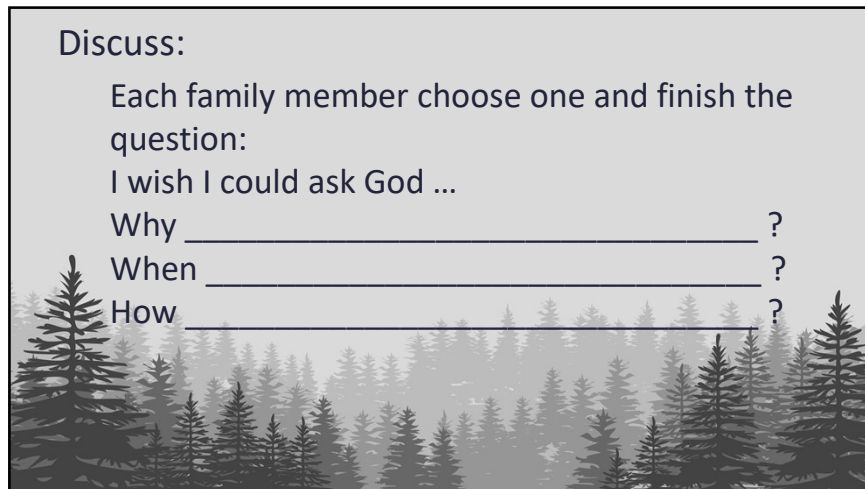 Discuss:
Each family member choose one and finish the
question:
I wish I could ask God …
Why ________________________________ ?
When _______________________________ ?
How ________________________________ ?